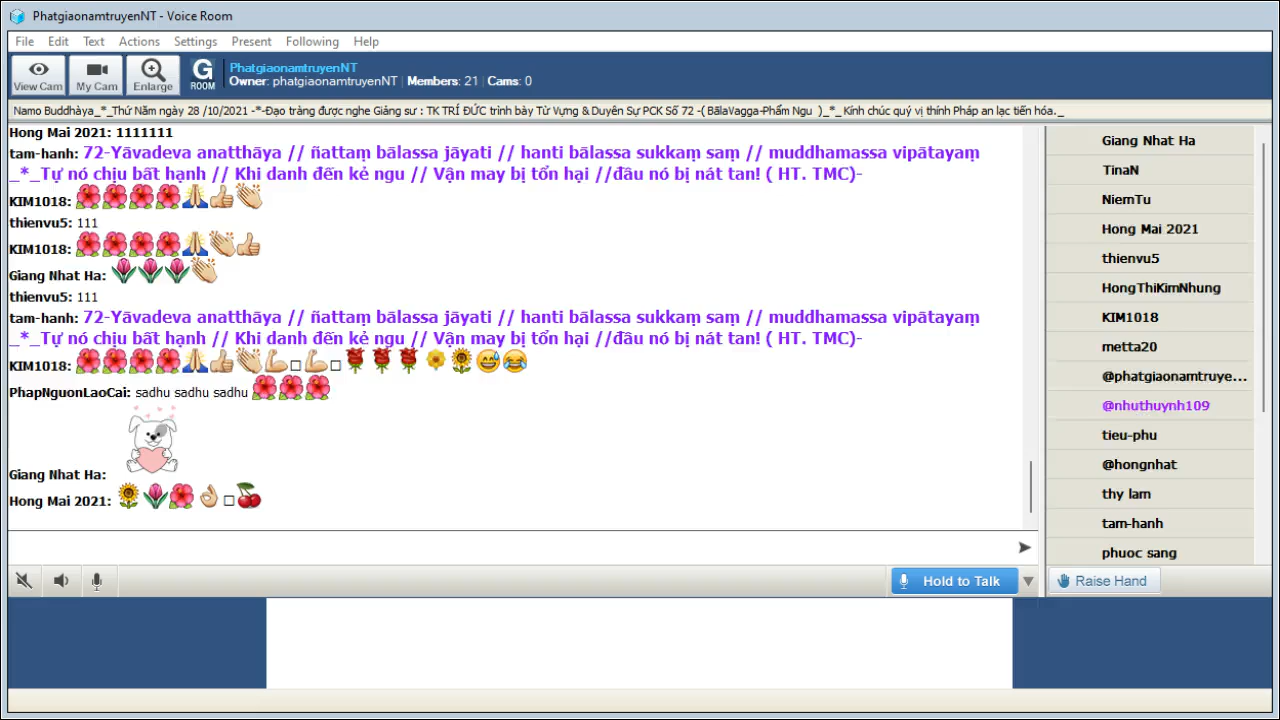 PhatgiaonamtruyenNT - Voice Room
File Edit Text Actions Settings Present Following Help
View Cam My Cam Enlarge G ROOM
PhatgiaonamtruyenNT
Owner: phatgiaonamtruyenNT | Members: 21 | Cams: 0
Namo Buddhàya_*_Thứ Năm ngày 28 /10/2021 -*-Đạo tràng được nghe Giảng sư : TK TRÍ ĐỨC trình bày Từ Vựng & Duyên Sự PCK Số 72 -( BãlaVagga-Phẩm Ngu )_*_ Kính chúc quý vị thính Pháp an lạc tiến hóa._
Hong Mai 2021: 1111111
tam-hanh: 72-Yāvadeva anatthāya // ñattaṃ bālassa jāyati // hanti bālassa sukkaṃ saṃ // muddhamassa vipātayaṃ
_*_Tự nó chịu bất hạnh // Khi danh đến kẻ ngu // Vận may bị tổn hại //đầu nó bị nát tan! ( HT. TMC)-
KIM1018: 🌺🌺🌺🌺🙏👍👏
thienvu5: 111
KIM1018: 🌺🌺🌺🌺🙏👏👍
Giang Nhat Ha: 🌷🌷🌷👏
thienvu5: 111
tam-hanh: 72-Yāvadeva anatthāya // ñattaṃ bālassa jāyati // hanti bālassa sukkaṃ saṃ // muddhamassa vipātayaṃ
_*_Tự nó chịu bất hạnh // Khi danh đến kẻ ngu // Vận may bị tổn hại //đầu nó bị nát tan! ( HT. TMC)-
KIM1018: 🌺🌺🌺🌺🙏👍👏💪□💪□🌹🌹🌹🌼🌻😅😂
PhapNguonLaoCai: sadhu sadhu sadhu 🌺🌺🌺
Giang Nhat Ha:
Hong Mai 2021: 🌻🌷🌺👌□🍒
Hold to Talk
Giang Nhat Ha
TinaN
NiemTu
Hong Mai 2021
thienvu5
HongThiKimNhung
KIM1018
metta20
@phatgiaonamtruye...
@nhuthuynh109
tieu-phu
@hongnhat
thy lam
tam-hanh
phuoc sang
Raise Hand